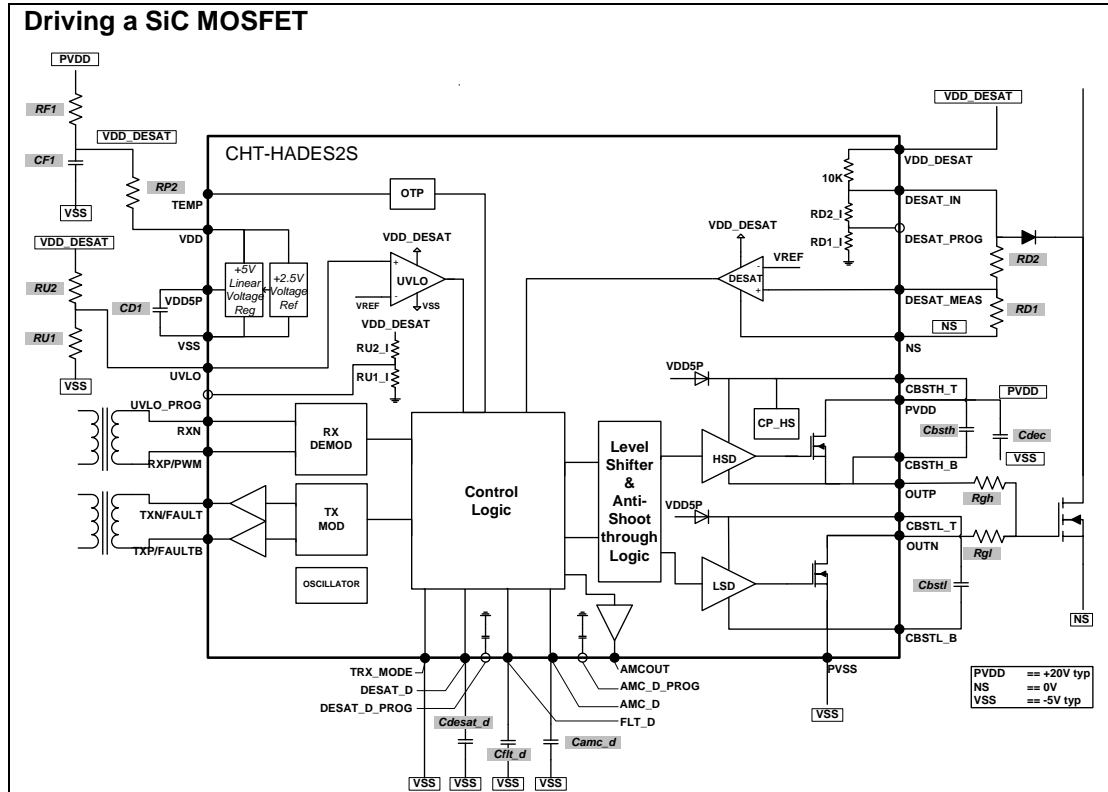 Driving a SiC MOSFET
PVDD
RF1
VDD_DESAT
CF1
RP2
VSS
TEMP
VDD_DESAT
VDD
RU2
VDD5P
CD1
RU1
VSS
VSS
UVLO
UVLO_PROG
RXN
RXP/PWM
TXN/FAULT
TXP/FAULTB
CHT-HADES2S
OTP
+5V
Linear
Voltage
Reg
+2.5V
Voltage
Ref
VDD_DESAT
+
UVLO
-
VREF
VSS
VDD_DESAT
RU2_I
RU1_I
RX
DEMOD
TX
MOD
OSCILLATOR
Control
Logic
Level
Shifter
&
Anti-
Shoot
through
Logic
VDD_DESAT
-
VREF
DESAT
+
10K
RD2_I
RD1_I
VDD5P
CP_HS
HSD
VDD5P
LSD
VDD_DESAT
VDD_DESAT
DESAT_IN
DESAT_PROG
RD2
DESAT_MEAS
RD1
NS
NS
CBSTH_T
PVDD
PVDD
Cbsth
Cdec
VSS
CBSTH_B
OUTP
Rgh
CBSTL_T
OUTN
Rgl
Cbstl
NS
CBSTL_B
TRX_MODE
DESAT_D
DESAT_D_PROG
AMCOUT
AMC_D_PROG
AMC_D
FLT_D
PVSS
Cdesat_d
Cflt_d
Camc_d
VSS
VSS
VSS
VSS
VSS
PVDD == +20V typ
NS == 0V
VSS == -5V typ